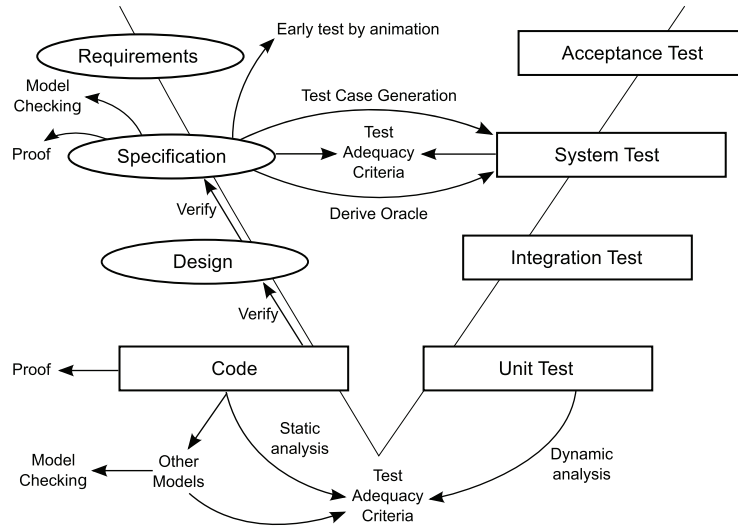 Early test by animation
Requirements
Acceptance Test
Model
Checking
Test Case Generation
Proof
Specification
Test
Adequacy
Criteria
System Test
Verify
Derive Oracle
Design
Integration Test
Verify
Proof
Code
Unit Test
Static
analysis
Model
Checking
Other
Models
Dynamic
analysis
Test
Adequacy
Criteria